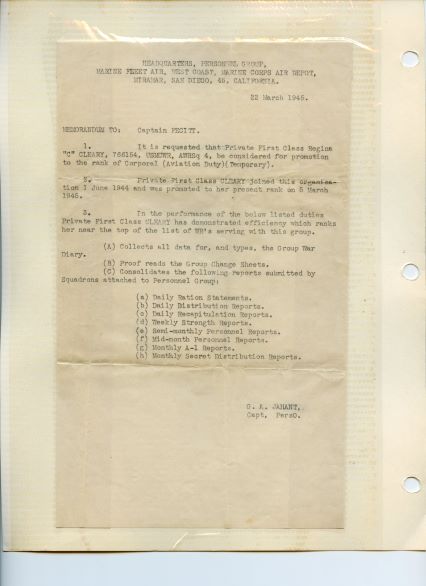 HEADQUARTERS, PERSONNEL GROUP,
MARINE FLEET AIR, WEST COAST, MARINE CORPS AIR DEPOT,
MIRAMAR, SAN DIEGO, 45, CALIFORNIA.
22 March 1945.
MEMORANDUM TO: Captain
1. It is requested that Private First Class Regina
"C" CLEARY, 766154, USMCWR, AWRSq 4, be considered for promotion
to the rank of Corporal (Aviation Duty)(Temporary).
2. Private First Class CLEARY joined this organiza-
tion 1 June 1944 and was promoted to her present rank on 5 March
1945.
3. In the performance of the below listed duties
Private First Class CLEARY has demonstrated efficiency which ranks
her near the top of the list of WR's serving with this group.
(A) Collects all data for, and types, the Group War
Diary.
(B) Proof reads the Group Change Sheets.
(C) Consolidates the following reports submitted by
Squadrons attached to Personnel Group:
(a) Daily Ration Statements.
(b) Daily Distribution Reports.
(c) Daily Recapitulation Reports.
(d) Weekly Strength Reports.
(e) Semi-monthly Personnel Reports.
(f) Mid-month Personnel Reports.
(g) Monthly A-1 Reports.
(h) Monthly Secret Distribution Reports.
G. A. JAHANT,
Capt, PersO.